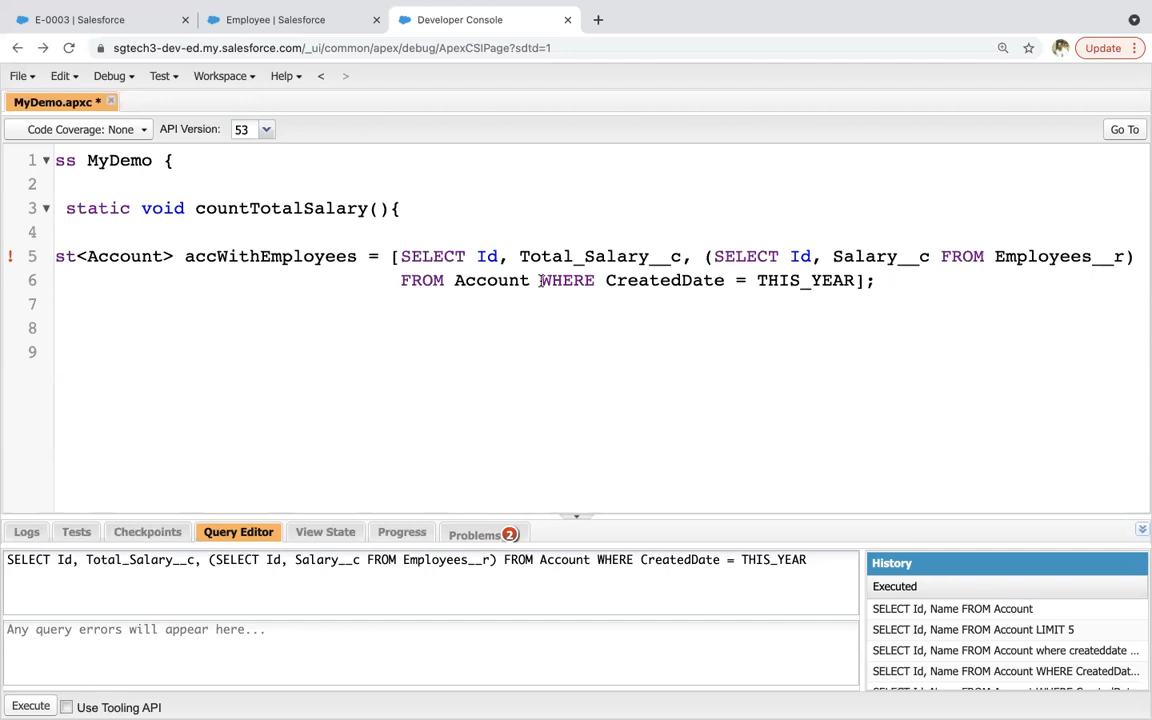 E-0003 | Salesforce
Employee | Salesforce
Developer Console
sgtech3-dev-ed.my.salesforce.com/_ui/common/apex/debug/ApexCSIPage?sdtd=1
Update
File Edit Debug Test Workspace Help < >
MyDemo.apxc *
Code Coverage: None API Version: 53 Go To
1 ss MyDemo {
2
3 static void countTotalSalary(){
4
! 5 st<Account> accWithEmployees = [SELECT Id, Total_Salary__c, (SELECT Id, Salary__c FROM Employees__r)
6 FROM Account WHERE CreatedDate = THIS_YEAR];
7
8
9
Logs Tests Checkpoints Query Editor View State Progress Problems 2
SELECT Id, Total_Salary__c, (SELECT Id, Salary__c FROM Employees__r) FROM Account WHERE CreatedDate = THIS_YEAR
Any query errors will appear here...
History
Executed
SELECT Id, Name FROM Account
SELECT Id, Name FROM Account LIMIT 5
SELECT Id, Name FROM Account where createddate ...
SELECT Id, Name FROM Account WHERE CreatedDat...
Execute Use Tooling API